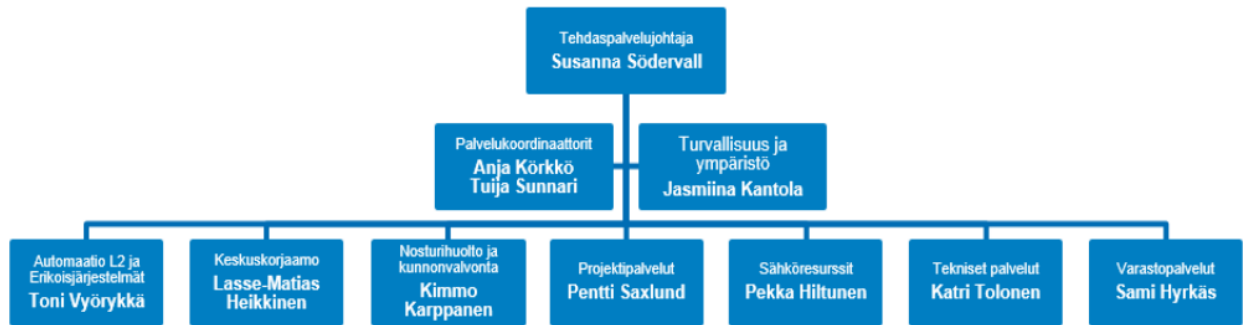 Tehdaspalvelujohtaja
Susanna Södervall
Palvelukoordinaattorit
Anja Körkkö
Tuija Sunnari
Turvallisuus ja
ympäristö
Jasmiina Kantola
Automaatio L2 ja
Erikoisjärjestelmät
Toni Vyörykkä
Keskuskorjaamo
Lasse-Matias
Heikkinen
Nosturihuolto ja
kunnonvalvonta
Kimmo
Karppanen
Projektipalvelut
Pentti Saxlund
Sähköresurssit
Pekka Hiltunen
Tekniset palvelut
Katri Tolonen
Varastopalvelut
Sami Hyrkäs